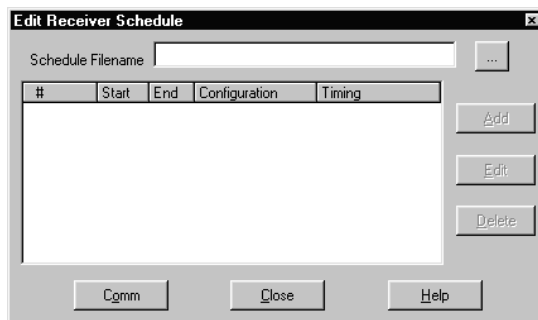 Edit Receiver Schedule
Schedule Filename ...
# Start End Configuration Timing
Add
Edit
Delete
Comm Close Help